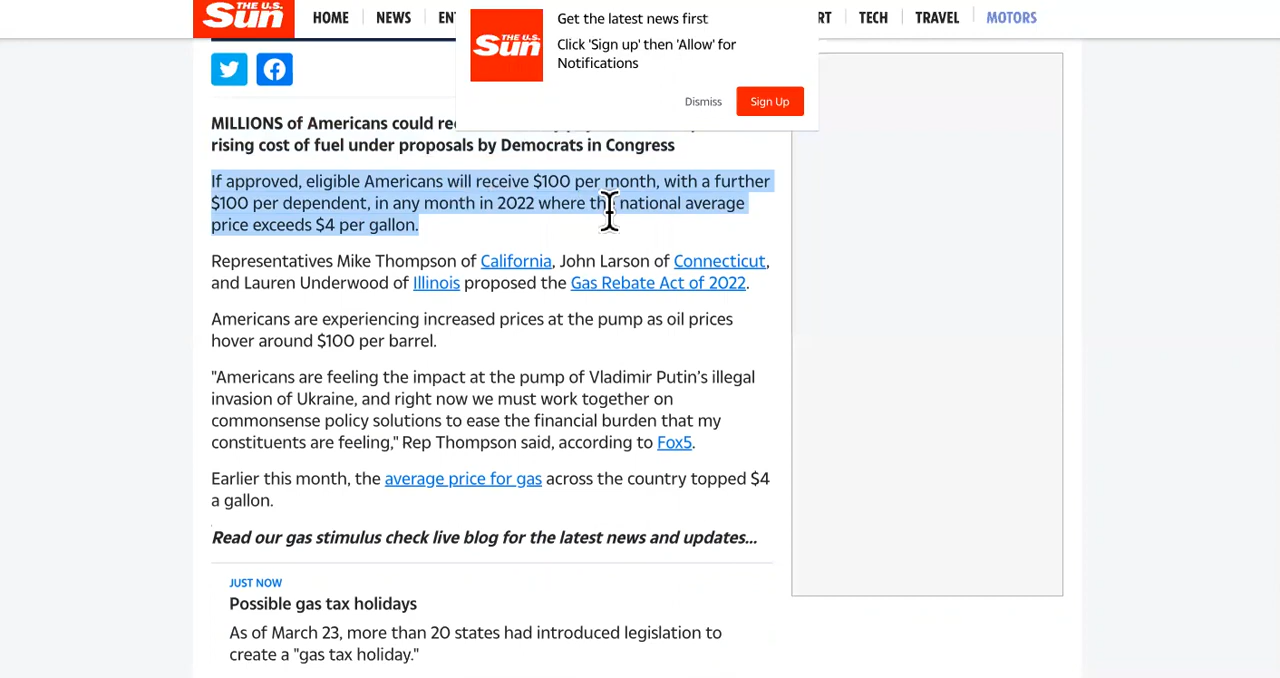 THE U.S.
Sun
HOME NEWS RT TECH TRAVEL MOTORS
THE U.S.
Sun
Get the latest news first
Click 'Sign up' then 'Allow' for
Notifications
Dismiss Sign Up
MILLIONS of Americans could
rising cost of fuel under proposals by Democrats in Congress
If approved, eligible Americans will receive $100 per month, with a further
$100 per dependent, in any month in 2022 where the national average
price exceeds $4 per gallon.
Representatives Mike Thompson of California, John Larson of Connecticut,
and Lauren Underwood of Illinois proposed the Gas Rebate Act of 2022.
Americans are experiencing increased prices at the pump as oil prices
hover around $100 per barrel.
"Americans are feeling the impact at the pump of Vladimir Putin’s illegal
invasion of Ukraine, and right now we must work together on
commonsense policy solutions to ease the financial burden that my
constituents are feeling," Rep Thompson said, according to Fox5.
Earlier this month, the average price for gas across the country topped $4
a gallon.
Read our gas stimulus check live blog for the latest news and updates...
JUST NOW
Possible gas tax holidays
As of March 23, more than 20 states had introduced legislation to
create a "gas tax holiday."